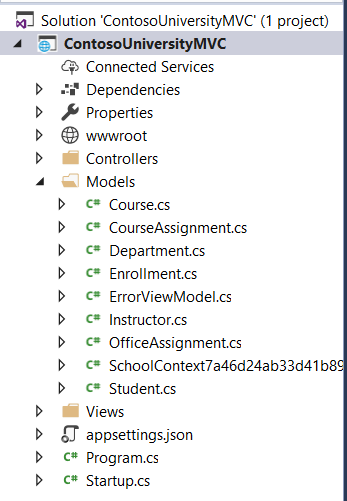 Solution 'ContosoUniversityMVC' (1 project)
ContosoUniversityMVC
Connected Services
Dependencies
Properties
wwwroot
Controllers
Models
C# Course.cs
C# CourseAssignment.cs
C# Department.cs
C# Enrollment.cs
C# ErrorViewModel.cs
C# Instructor.cs
C# OfficeAssignment.cs
C# SchoolContext7a46d24ab33d41b89
C# Student.cs
Views
appsettings.json
C# Program.cs
C# Startup.cs